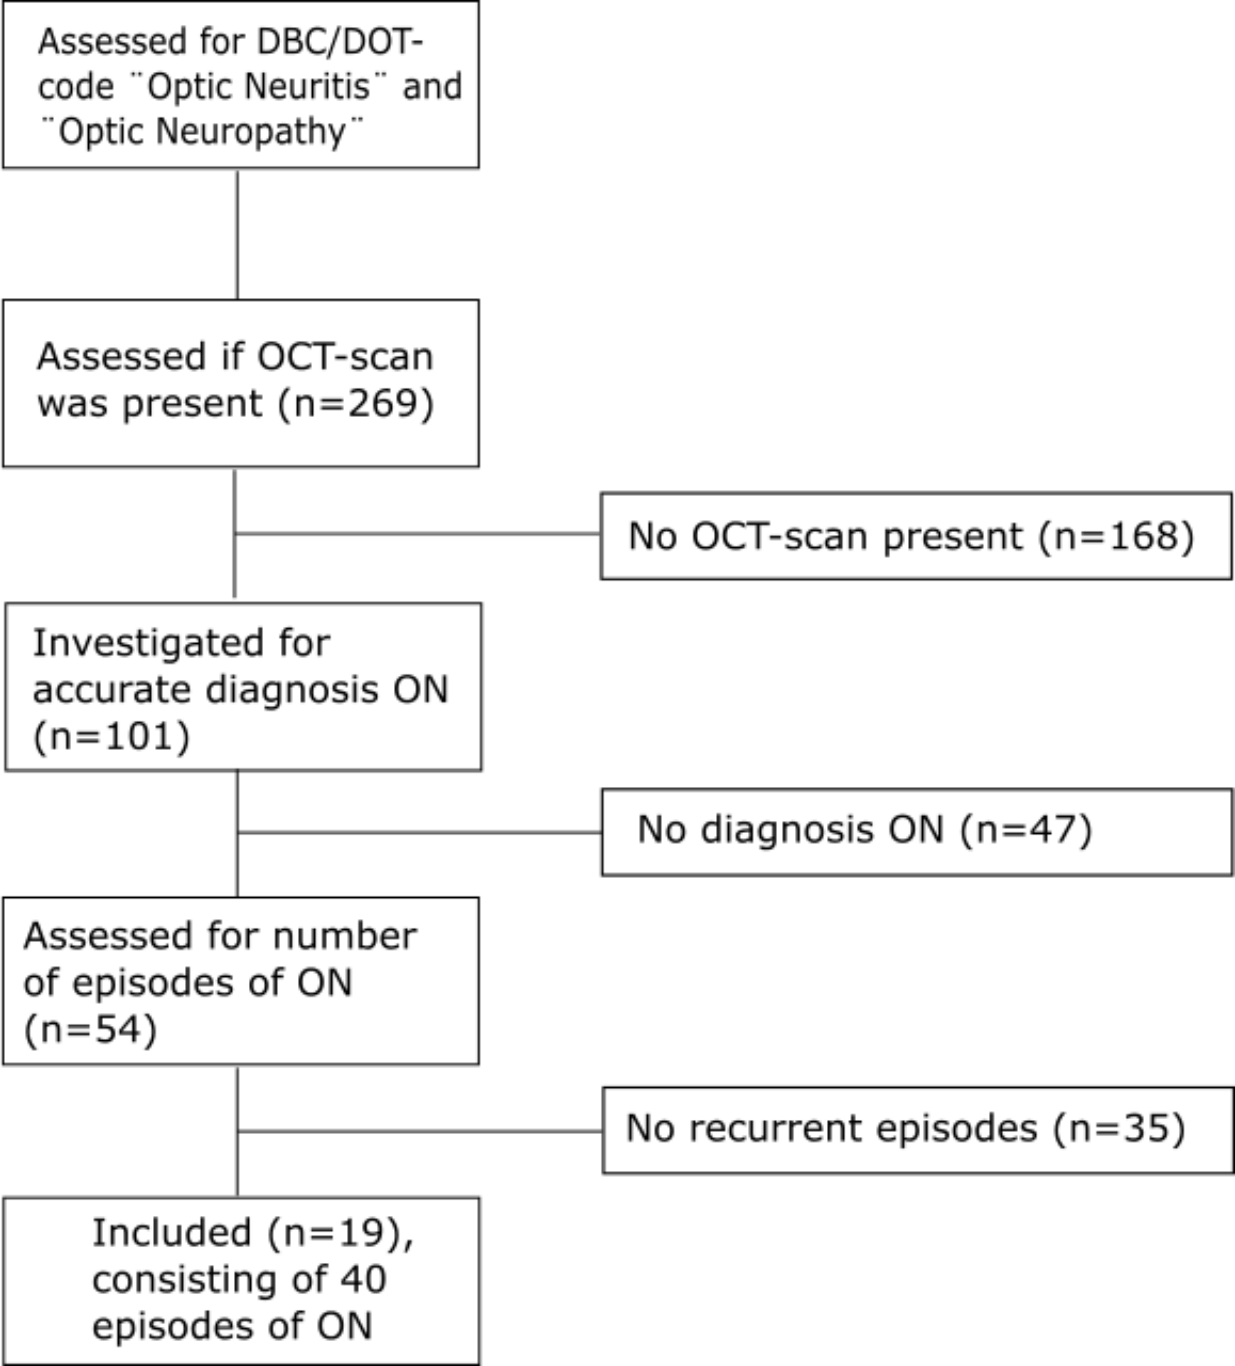 Assessed for DBC/DOT-
code ¨Optic Neuritis¨ and
¨Optic Neuropathy¨
Assessed if OCT-scan
was present (n=269)
No OCT-scan present (n=168)
Investigated for
accurate diagnosis ON
(n=101)
No diagnosis ON (n=47)
Assessed for number
of episodes of ON
(n=54)
No recurrent episodes (n=35)
Included (n=19),
consisting of 40
episodes of ON